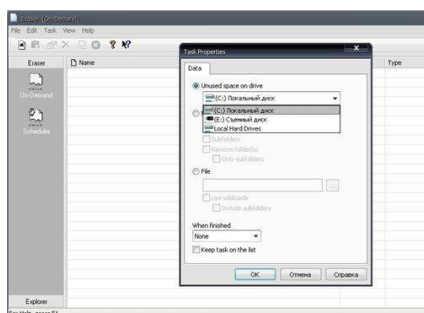 Eraser [On-Demand]
File Edit Task View Help
Eraser
Name
Type
On-Demand
Scheduler
Explorer
Task Properties
Data
Unused space on drive
(C:) Локальный диск
(C:) Локальный диск
(E:) Съемный диск
Local Hard Drives
Subfolders
Remove folder(s)
Only subfolders
File
...
Use wildcards
Include subfolders
When finished
None
Keep task on the list
OK Отмена Справка